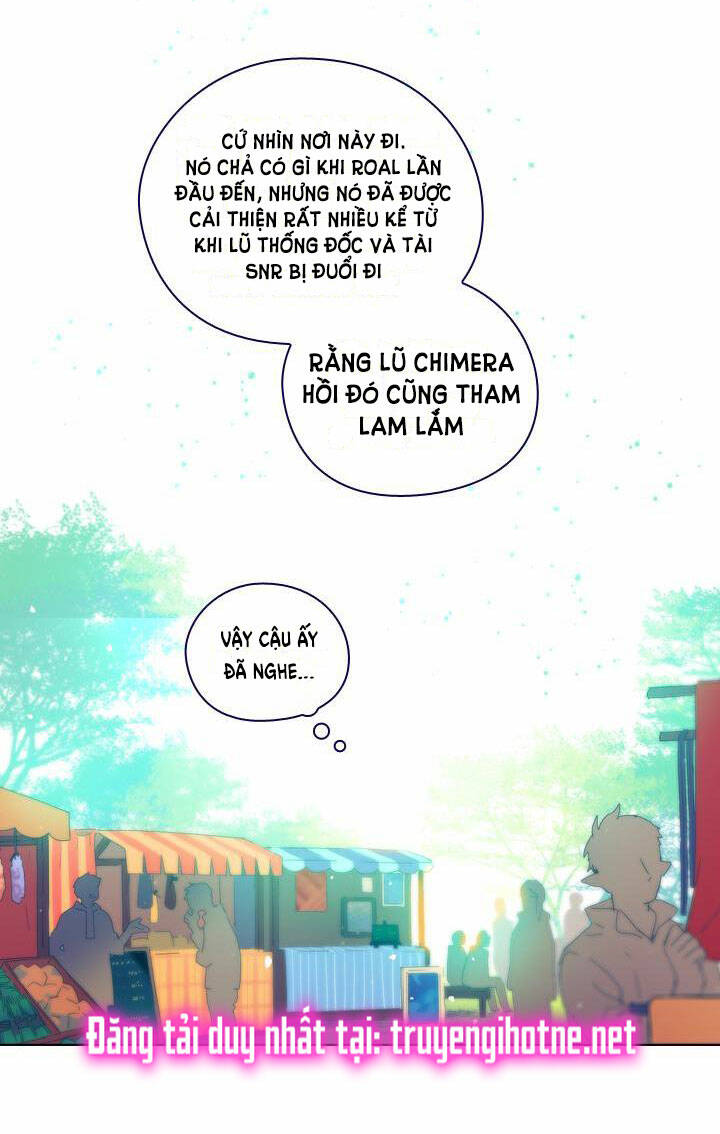 CỨ NHÌN NƠI NÀY ĐI.
NÓ CHẢ CÓ GÌ KHI ROAL LẦN
ĐẦU ĐẾN, NHƯNG NÓ ĐÃ ĐƯỢC
CẢI THIỆN RẤT NHIỀU KỂ TỪ
KHI LŨ THỐNG ĐỐC VÀ TÀI
SNR BỊ ĐUỔI ĐI
RẰNG LŨ CHIMERA
HỒI ĐÓ CŨNG THAM
LAM LẮM
VẬY CẬU ẤY
ĐÃ NGHE...
Đăng tải duy nhất tại: truyengihotne.net